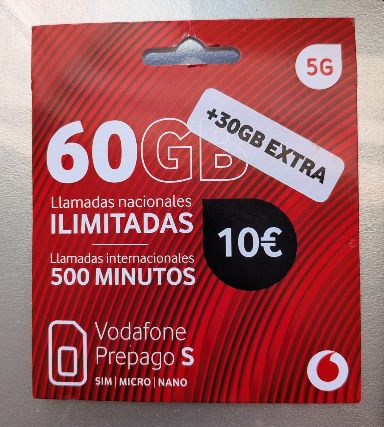 5G
60GB
+30GB EXTRA
Llamadas nacionales
ILIMITADAS
10€
Llamadas internacionales
500 MINUTOS
Vodafone
Prepago S
SIM | MICRO | NANO